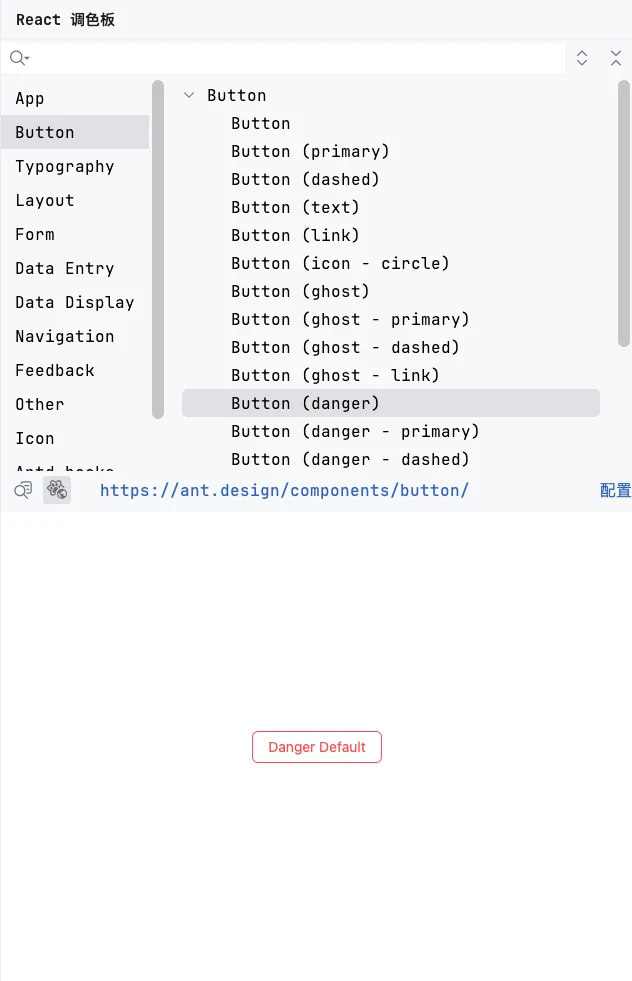 React 调色板
App
Button
Typography
Layout
Form
Data Entry
Data Display
Navigation
Feedback
Other
Icon
Antd hooks
Button
Button
Button (primary)
Button (dashed)
Button (text)
Button (link)
Button (icon - circle)
Button (ghost)
Button (ghost - primary)
Button (ghost - dashed)
Button (ghost - link)
Button (danger)
Button (danger - primary)
Button (danger - dashed)
https://ant.design/components/button/
配置
Danger Default